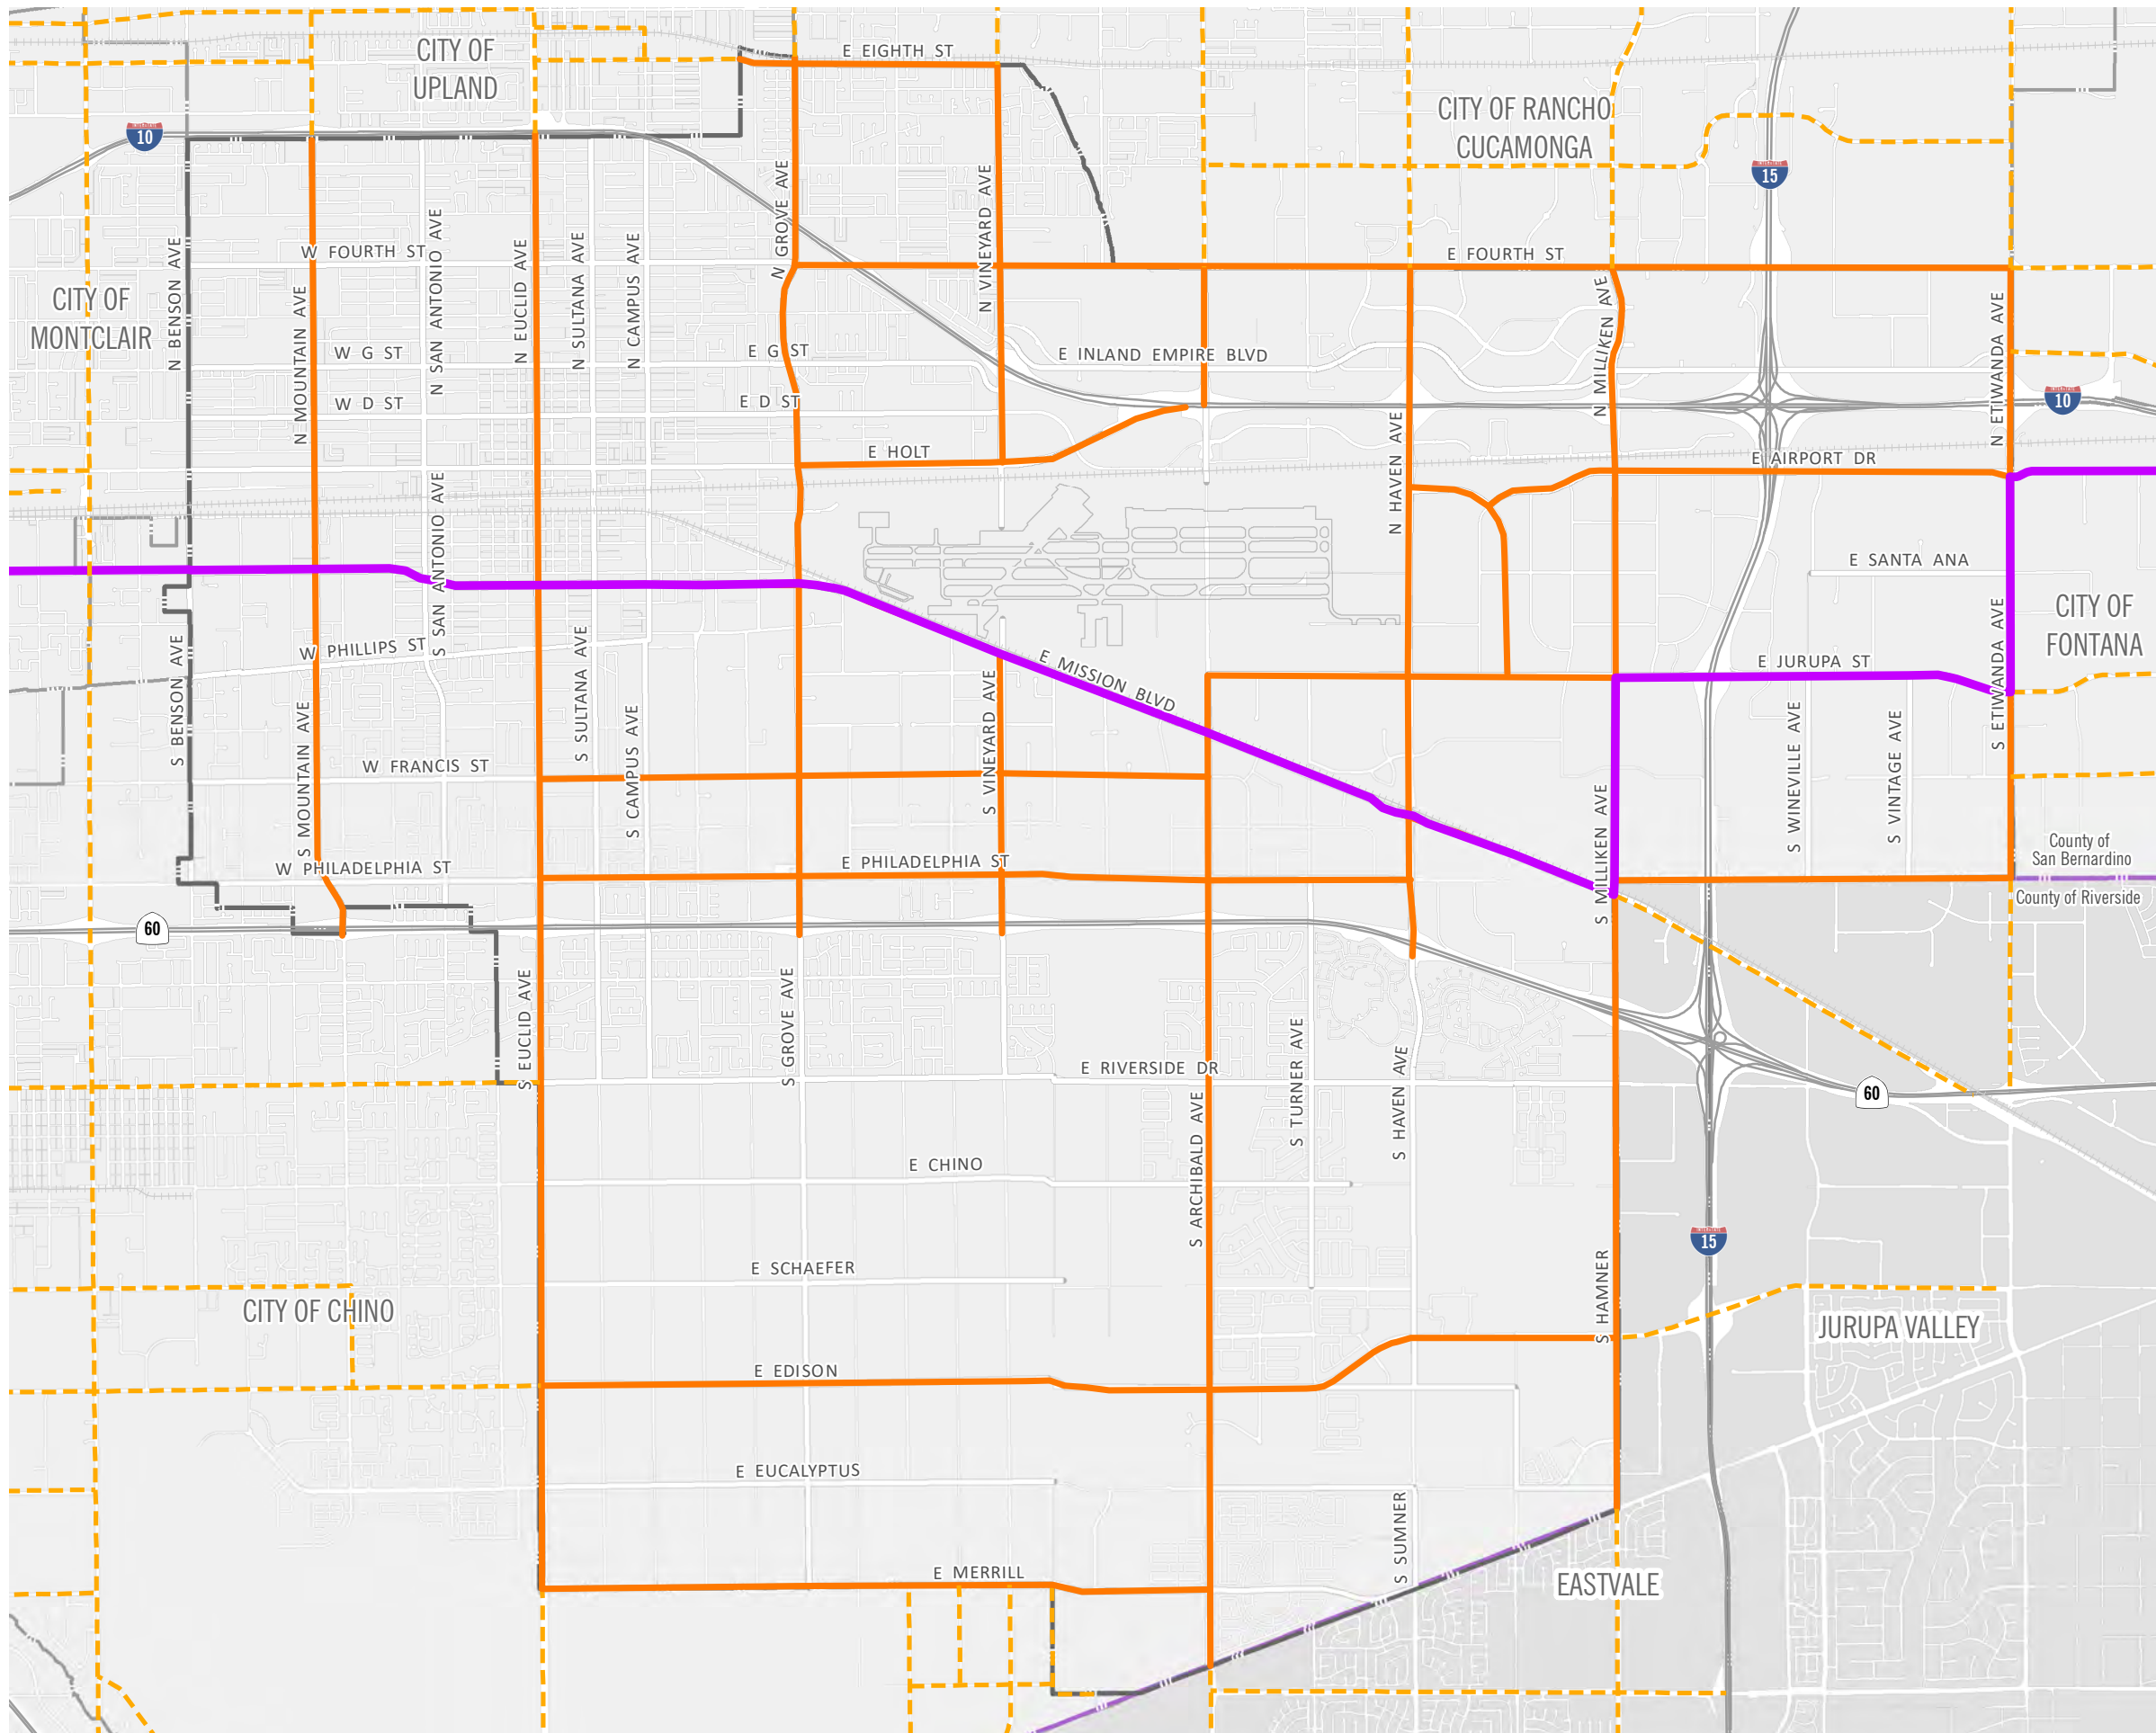 E EIGHTH ST
CITY OF
UPLAND
CITY OF RANCHO
CUCAMONGA
10
15
N GROVE AVE
N VINEYARD AVE
W FOURTH ST
E FOURTH ST
N BENSON AVE
N SAN ANTONIO AVE
N EUCLID AVE
N SULTANA AVE
N CAMPUS AVE
CITY OF
MONTCLAIR
N MOUNTAIN AVE
N MILLIKEN AVE
N ETIWANDA AVE
W G ST
E G ST
E INLAND EMPIRE BLVD
W D ST
E D ST
10
N HAVEN AVE
E HOLT
E AIRPORT DR
S SAN ANTONIO AVE
E SANTA ANA
CITY OF
FONTANA
S BENSON AVE
W PHILLIPS ST
S SULTANA AVE
E MISSION BLVD
E JURUPA ST
S ETIWANDA AVE
S MOUNTAIN AVE
S CAMPUS AVE
S VINEYARD AVE
S WINEVILLE AVE
S VINTAGE AVE
W FRANCIS ST
S MILLIKEN AVE
W PHILADELPHIA ST
E PHILADELPHIA ST
County of
San Bernardino
County of Riverside
60
S EUCLID AVE
S GROVE AVE
E RIVERSIDE DR
S TURNER AVE
S HAVEN AVE
60
S ARCHIBALD AVE
E CHINO
15
E SCHAEFER
S HAMNER
CITY OF CHINO
JURUPA VALLEY
E EDISON
E EUCALYPTUS
S SUMNER
E MERRILL
EASTVALE